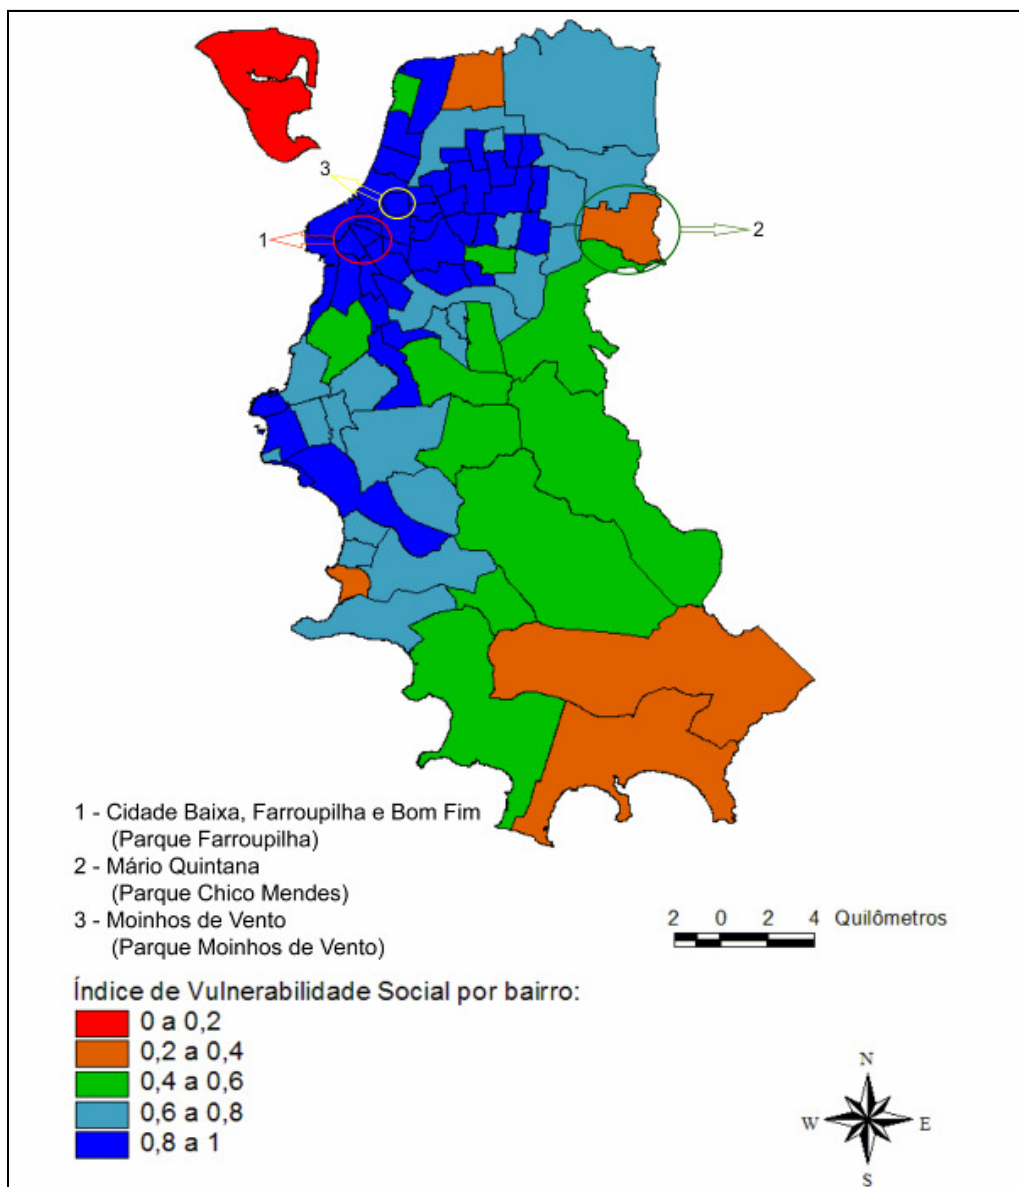 3
1
2
1 - Cidade Baixa, Farroupilha e Bom Fim
(Parque Farroupilha)
2 - Mário Quintana
(Parque Chico Mendes)
3 - Moinhos de Vento
(Parque Moinhos de Vento)
2 0 2 4 Quilômetros
Índice de Vulnerabilidade Social por bairro:
0 a 0,2
0,2 a 0,4
0,4 a 0,6
0,6 a 0,8
0,8 a 1
N
W E
S